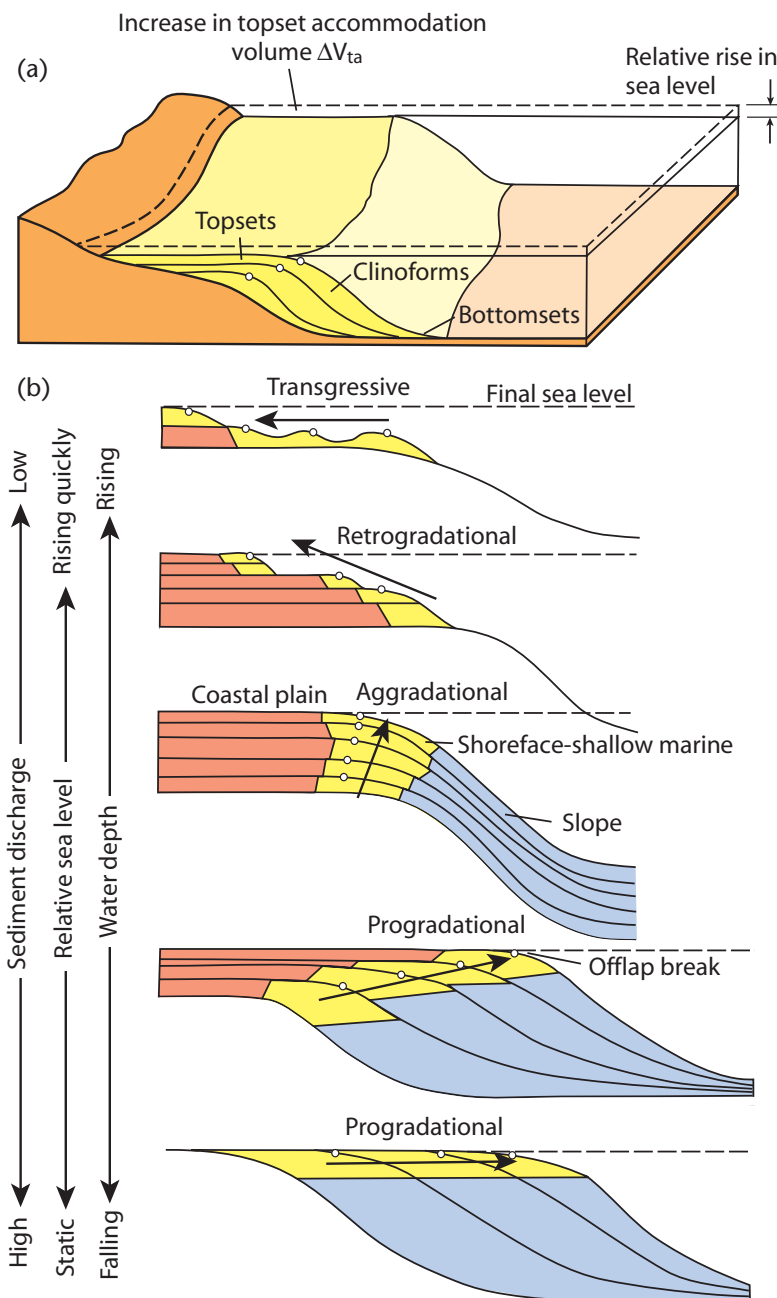 Increase in topset accommodation
volume ΔVta
(a)
Relative rise in
sea level
Topsets
Clinoforms
Bottomsets
(b)
Transgressive
Final sea level
Retrogradational
Coastal plain
Aggradational
Shoreface-shallow marine
Slope
Progradational
Offlap break
Progradational
Low
Sediment discharge
High
Rising quickly
Relative sea level
Static
Rising
Water depth
Falling